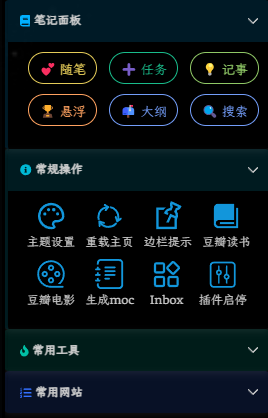 笔记面板
随笔 任务 记事
悬浮 大纲 搜索
常规操作
主题设置 重载主页 边栏提示 豆瓣读书
豆瓣电影 生成moc Inbox 插件启停
常用工具
常用网站